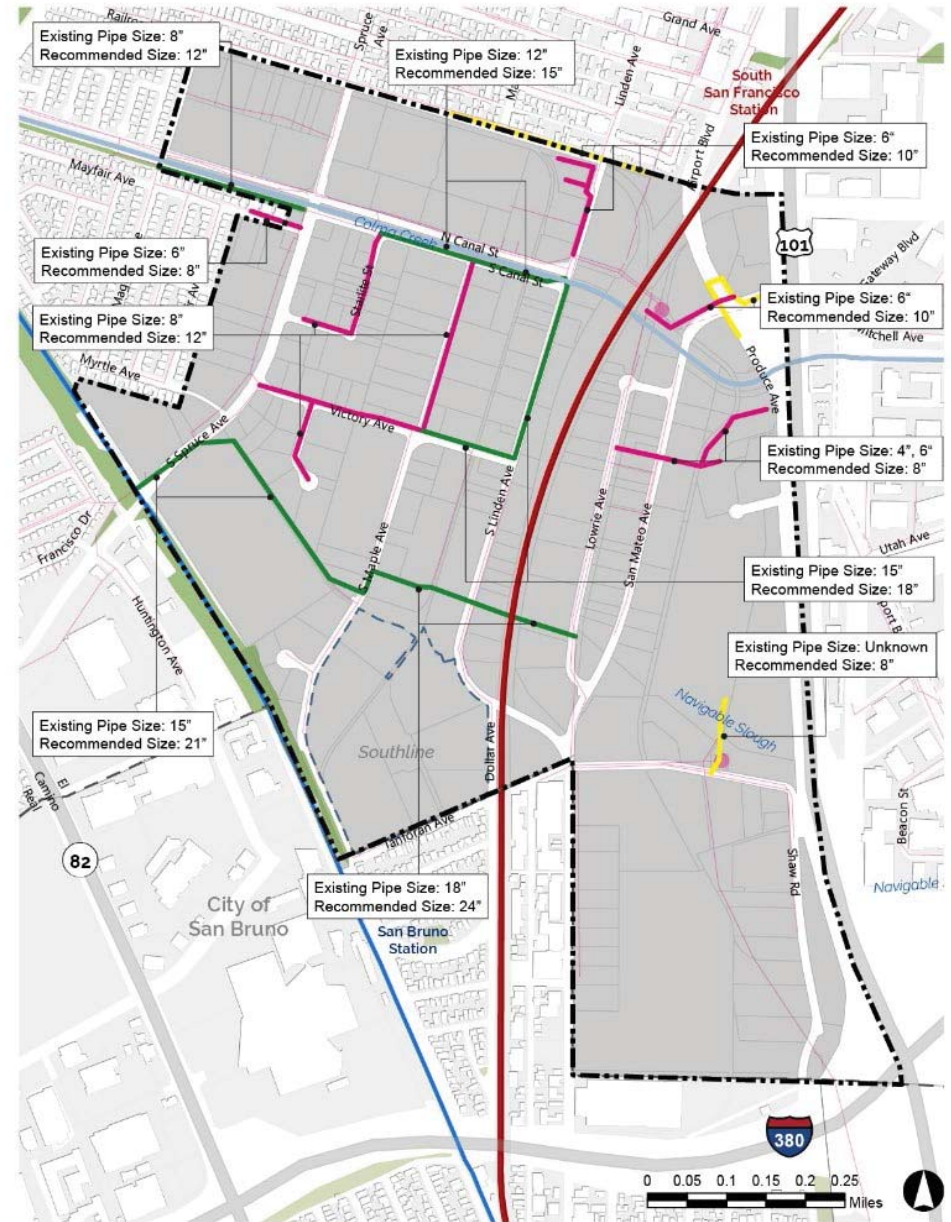 Grand Ave
Spruce
Ave
Linden Ave
Existing Pipe Size: 8"
Recommended Size: 12"
Existing Pipe Size: 12"
Recommended Size: 15"
South
San Francisco
Station
Airport Blvd
Existing Pipe Size: 6"
Recommended Size: 10"
Mayfair Ave
Colma Creek
N Canal St
S Canal St
101
Gateway Blvd
Existing Pipe Size: 6"
Recommended Size: 8"
Starlite St
Existing Pipe Size: 6"
Recommended Size: 10"
Existing Pipe Size: 8"
Recommended Size: 12"
Mitchell Ave
Produce Ave
Myrtle Ave
Victory Ave
S Spruce Ave
Existing Pipe Size: 4", 6"
Recommended Size: 8"
S Linden Ave
Lowrie Ave
San Mateo Ave
Francisco Dr
Utah Ave
S Maple Ave
Existing Pipe Size: 15"
Recommended Size: 18"
Huntington Ave
Existing Pipe Size: Unknown
Recommended Size: 8"
Navigable Slough
Existing Pipe Size: 15"
Recommended Size: 21"
Southline
Dollar Ave
El
Camino
Real
Tanforan Ave
Beacon St
82
Shaw Rd
Existing Pipe Size: 18"
Recommended Size: 24"
Navigable
City of
San Bruno
San Bruno
Station
380
0 0.05 0.1 0.15 0.2 0.25
Miles